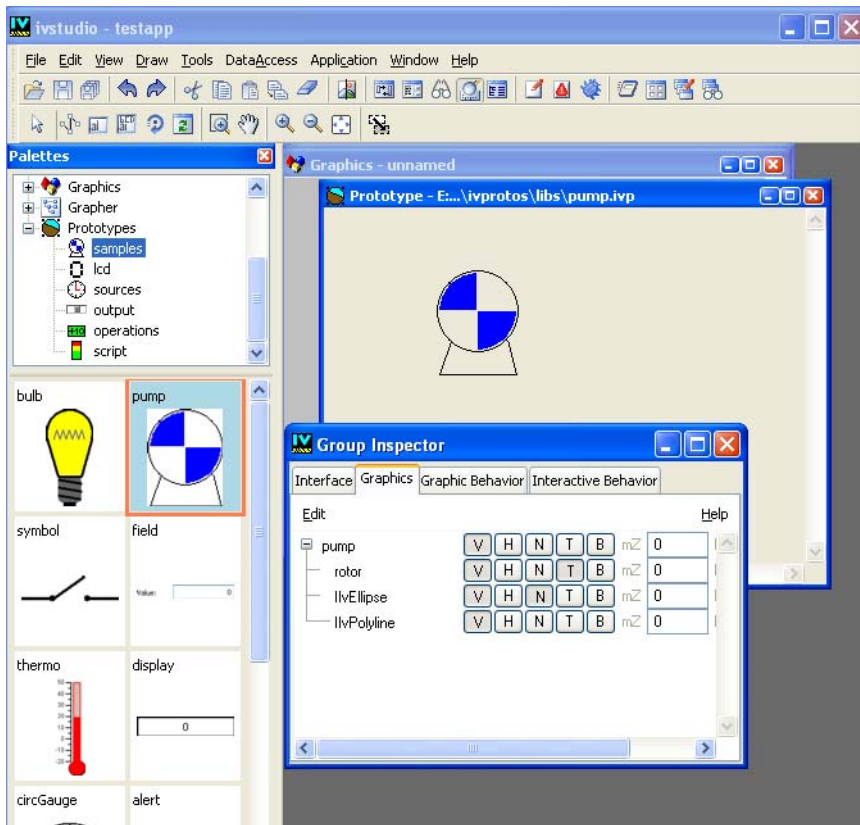 ivstudio - testapp
File Edit View Draw Tools DataAccess Application Window Help
Palettes
Graphics
Grapher
Prototypes
samples
lcd
sources
output
operations
script
bulb
pump
symbol
field
Value: 0
thermo
display
0
circGauge
alert
Graphics - unnamed
Prototype - E:...\ivprotos\libs\pump.ivp
Group Inspector
Interface Graphics Graphic Behavior Interactive Behavior
Edit Help
pump V H N T B mZ 0
rotor V H N T B mZ 0
IlvEllipse V H N T B mZ 0
IlvPolyline V H N T B mZ 0